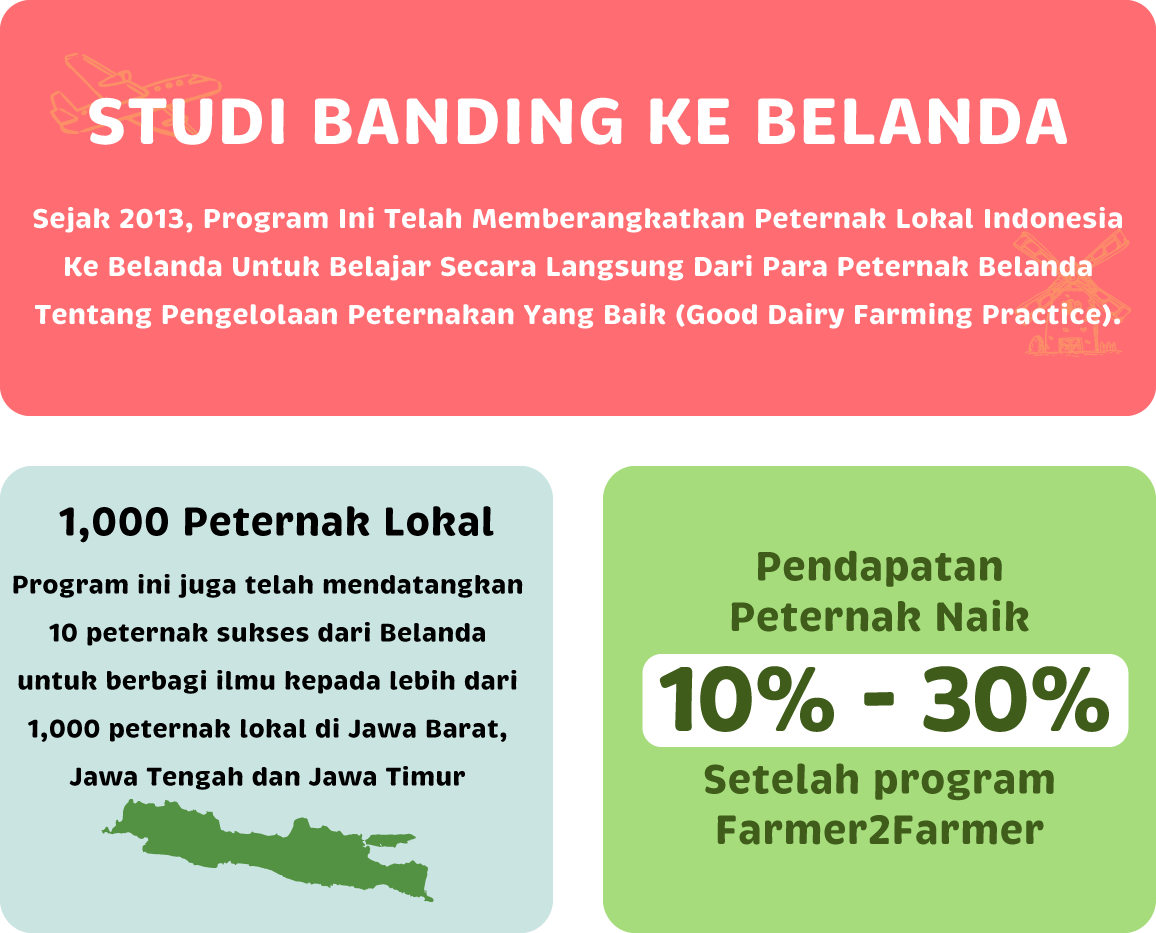 STUDI BANDING KE BELANDA
Sejak 2013, Program Ini Telah Memberangkatkan Peternak Lokal Indonesia
Ke Belanda Untuk Belajar Secara Langsung Dari Para Peternak Belanda
Tentang Pengelolaan Peternakan Yang Baik (Good Dairy Farming Practice).
1,000 Peternak Lokal
Program ini juga telah mendatangkan
10 peternak sukses dari Belanda
untuk berbagi ilmu kepada lebih dari
1,000 peternak lokal di Jawa Barat,
Jawa Tengah dan Jawa Timur
Pendapatan
Peternak Naik
10% - 30%
Setelah program
Farmer2Farmer